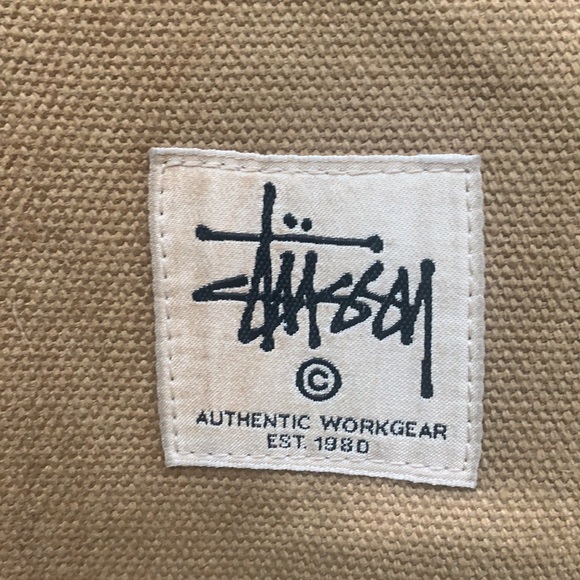 Stüssy
©
AUTHENTIC WORKGEAR
EST. 1980